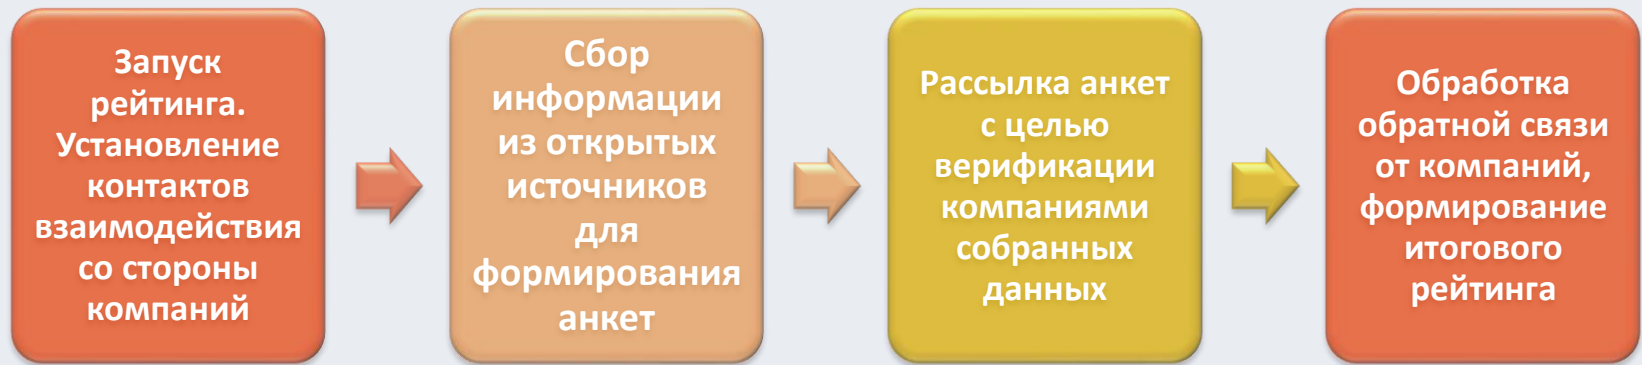 Запуск
рейтинга.
Установление
контактов
взаимодействия
со стороны
компаний
Сбор
информации
из открытых
источников
для
формирования
анкет
Рассылка анкет
с целью
верификации
компаниями
собранных
данных
Обработка
обратной связи
от компаний,
формирование
итогового
рейтинга